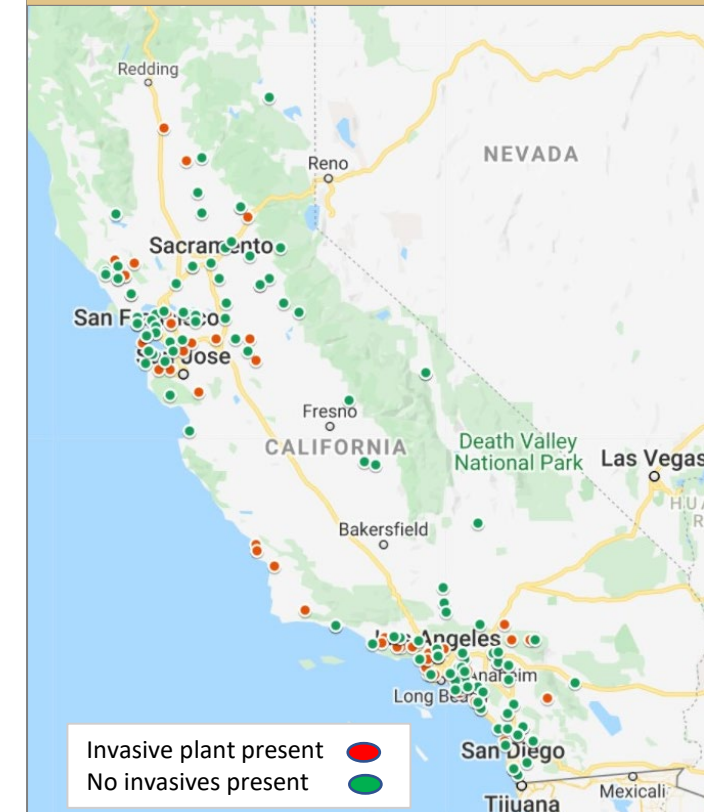 Redding
Reno
NEVADA
Sacramento
San Francisco
San Jose
Fresno
CALIFORNIA
Death Valley
National Park
Las Vegas
HUA
R
Bakersfield
Los Angeles
Anaheim
Long Beach
San Diego
Mexicali
Tijuana
Invasive plant present
No invasives present